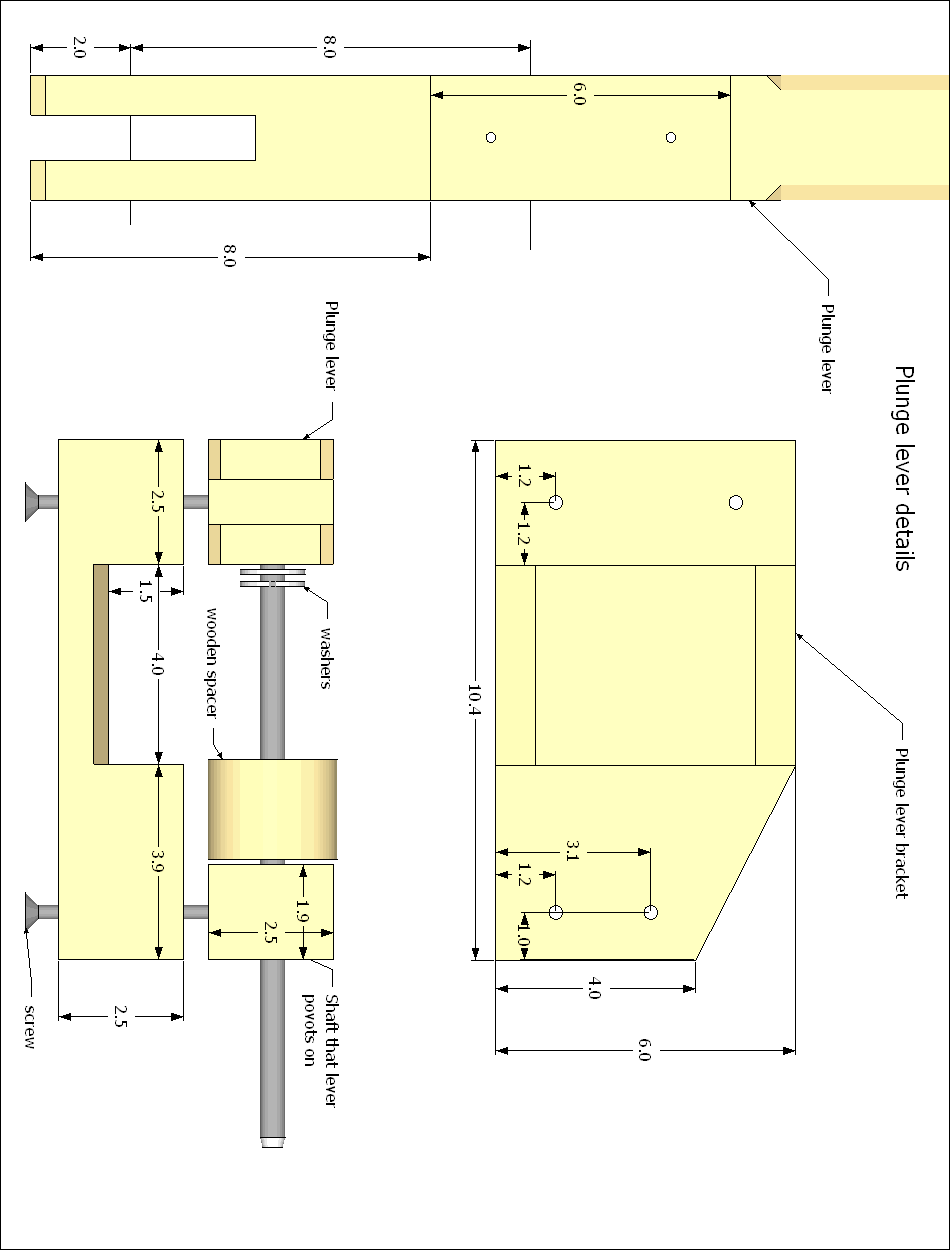 Plunge lever details
Plunge lever
2.0
8.0
6.0
8.0
Plunge lever bracket
1.2
1.2
10.4
3.1
1.2
1.0
4.0
6.0
Plunge lever
washers
wooden spacer
1.9
2.5
Shaft that lever
povots on
2.5
1.5
4.0
3.9
2.5
screw